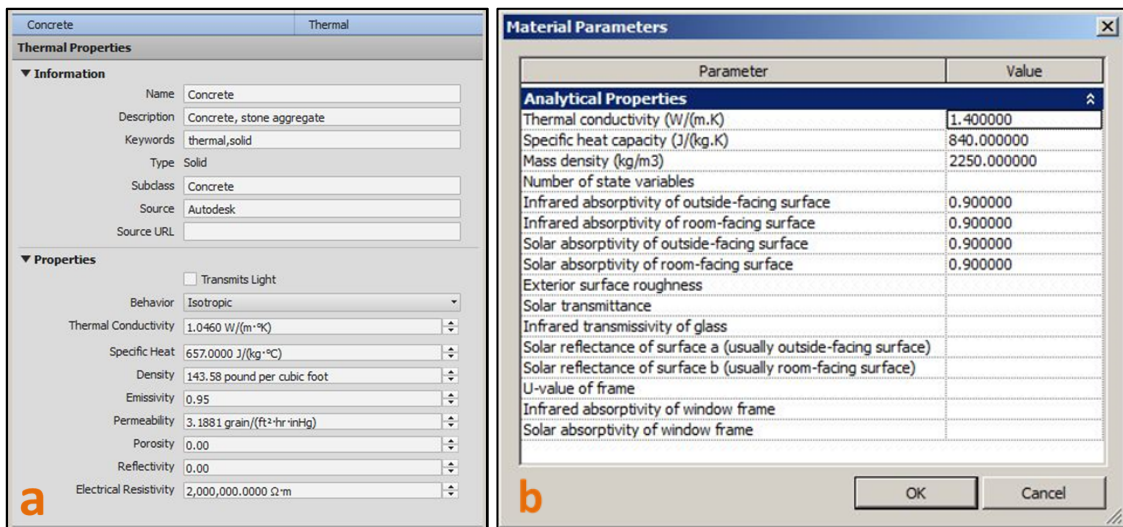 Concrete Thermal
Thermal Properties
▼ Information
Name Concrete
Description Concrete, stone aggregate
Keywords thermal,solid
Type Solid
Subclass Concrete
Source Autodesk
Source URL
▼ Properties
Transmits Light
Behavior Isotropic
Thermal Conductivity 1.0460 W/(m·°K)
Specific Heat 657.0000 J/(kg·°C)
Density 143.58 pound per cubic foot
Emissivity 0.95
Permeability 3.1881 grain/(ft²·hr·inHg)
Porosity 0.00
Reflectivity 0.00
Electrical Resistivity 2,000,000.0000 Ω·m
a
Material Parameters
Parameter Value
Analytical Properties
Thermal conductivity (W/(m.K) 1.400000
Specific heat capacity (J/(kg.K) 840.000000
Mass density (kg/m3) 2250.000000
Number of state variables
Infrared absorptivity of outside-facing surface 0.900000
Infrared absorptivity of room-facing surface 0.900000
Solar absorptivity of outside-facing surface 0.900000
Solar absorptivity of room-facing surface 0.900000
Exterior surface roughness
Solar transmittance
Infrared transmissivity of glass
Solar reflectance of surface a (usually outside-facing surface)
Solar reflectance of surface b (usually room-facing surface)
U-value of frame
Infrared absorptivity of window frame
Solar absorptivity of window frame
b
OK Cancel